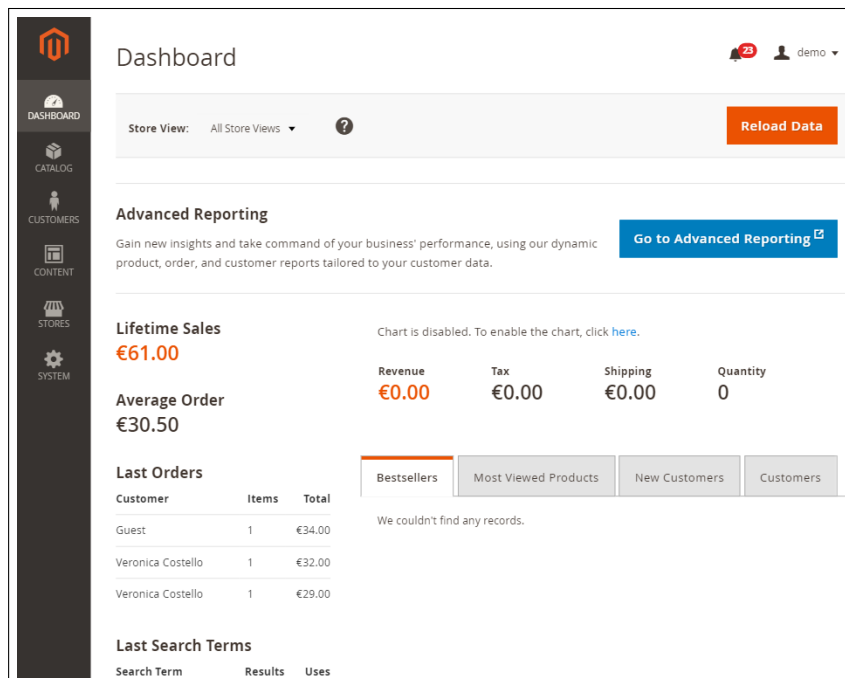 Dashboard
23
demo
DASHBOARD
CATALOG
CUSTOMERS
CONTENT
STORES
SYSTEM
Store View: All Store Views ?
Reload Data
Advanced Reporting
Gain new insights and take command of your business' performance, using our dynamic
product, order, and customer reports tailored to your customer data.
Go to Advanced Reporting
Lifetime Sales
€61.00
Average Order
€30.50
Chart is disabled. To enable the chart, click here.
Revenue Tax Shipping Quantity
€0.00 €0.00 €0.00 0
Last Orders
Customer Items Total
Guest 1 €34.00
Veronica Costello 1 €32.00
Veronica Costello 1 €29.00
Bestsellers Most Viewed Products New Customers Customers
We couldn't find any records.
Last Search Terms
Search Term Results Uses